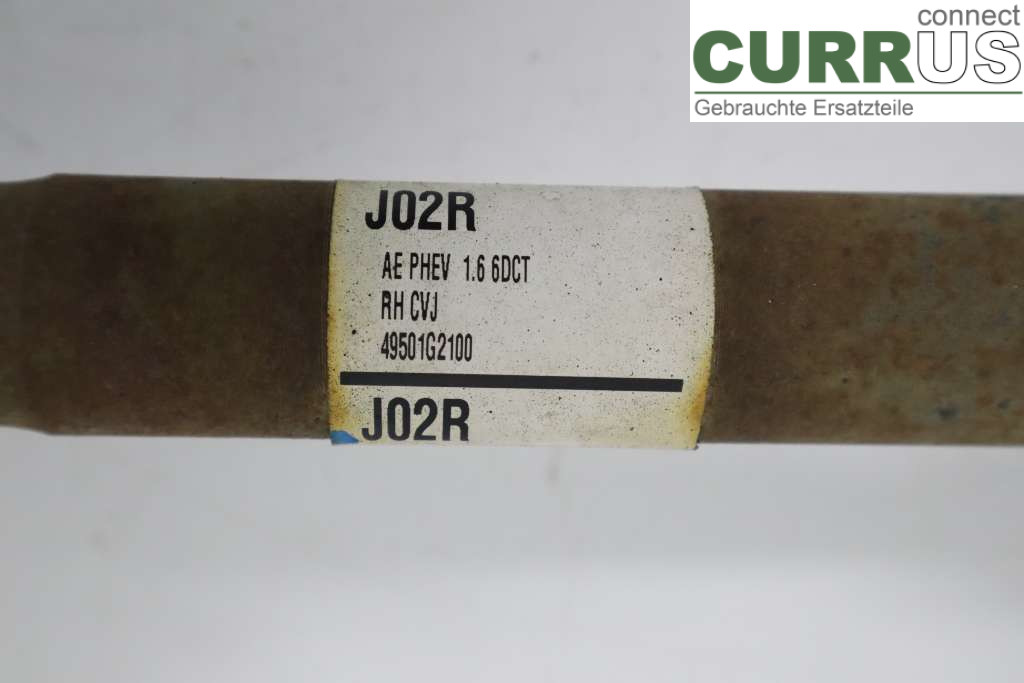 connect
CURRUS
Gebrauchte Ersatzteile
J02R
AE PHEV 1.6 6DCT
RH CVJ
49501G2100
J02R